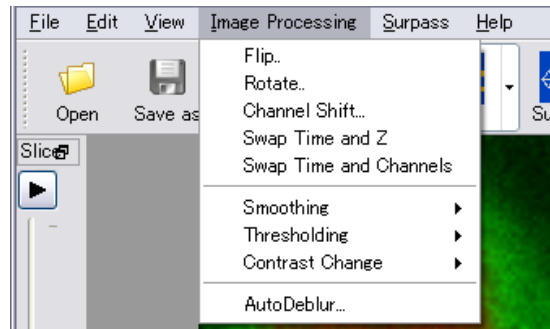 File Edit View Image Processing Surpass Help
Open Save as
Slice
Flip..
Rotate..
Channel Shift...
Swap Time and Z
Swap Time and Channels
Smoothing
Thresholding
Contrast Change
AutoDeblur...